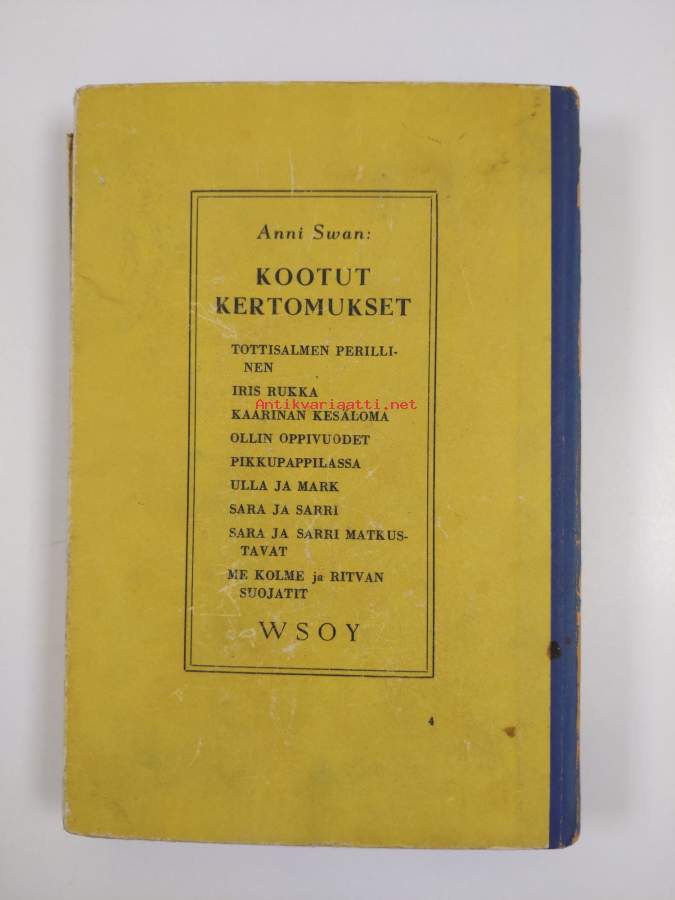 Anni Swan:
KOOTUT
KERTOMUKSET
TOTTISALMEN PERILLI-
NEN
IRIS RUKKA
Antikvariaatti.net
KAARINAN KESÄLOMA
OLLIN OPPIVUODET
PIKKUPAPPILASSA
ULLA JA MARK
SARA JA SARRI
SARA JA SARRI MATKUS-
TAVAT
ME KOLME ja RITVAN
SUOJATIT
WSOY
4